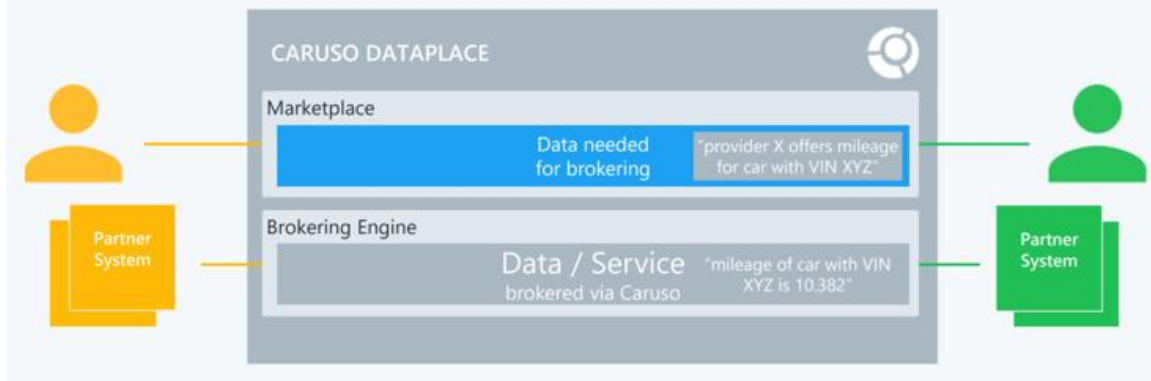 CARUSO DATAPLACE
Marketplace
Data needed
for brokering
"provider X offers mileage
for car with VIN XYZ"
Brokering Engine
Partner
System
Data / Service
brokered via Caruso
"mileage of car with VIN
XYZ is 10.382"
Partner
System